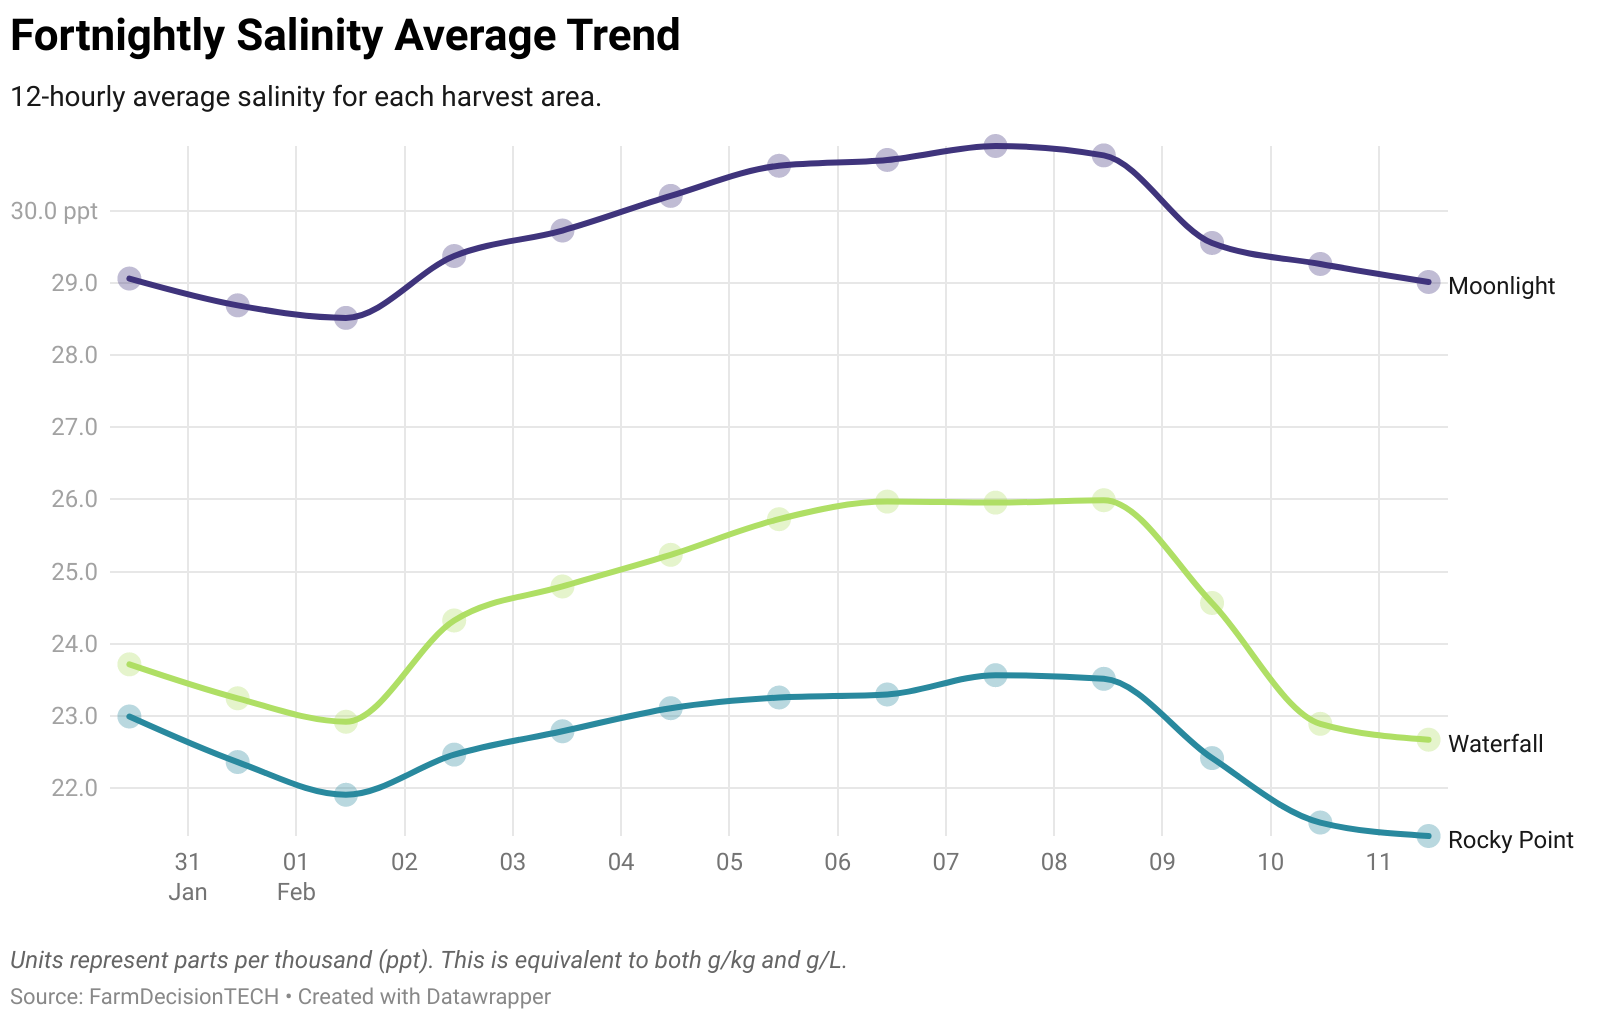 Fortnightly Salinity Average Trend
12-hourly average salinity for each harvest area.
30.0 ppt
29.0
28.0
27.0
26.0
25.0
24.0
23.0
22.0
Moonlight
Waterfall
Rocky Point
31 01 02 03 04 05 06 07 08 09 10 11
Jan Feb
Units represent parts per thousand (ppt). This is equivalent to both g/kg and g/L.
Source: FarmDecisionTECH • Created with Datawrapper